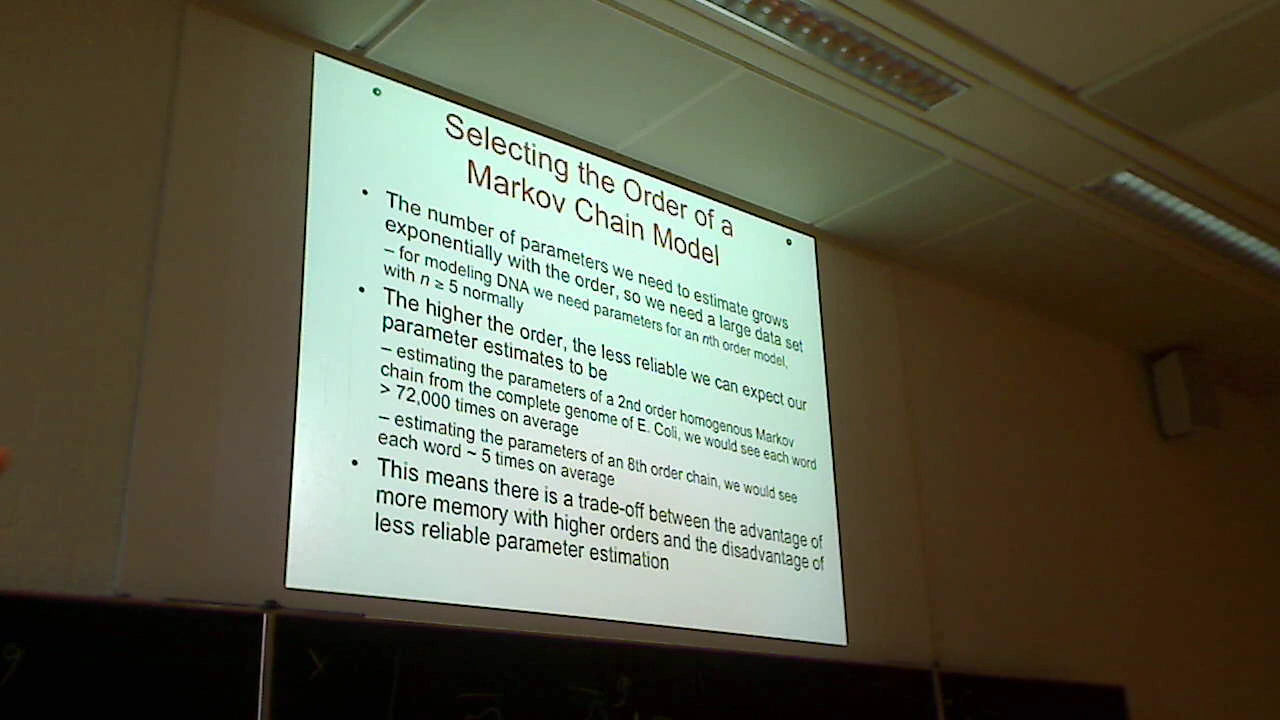 Selecting the Order of a
Markov Chain Model
• The number of parameters we need to estimate grows
exponentially with the order, so we need a large data set
– for modeling DNA we need parameters for an nth order model,
with n ≥ 5 normally
• The higher the order, the less reliable we can expect our
parameter estimates to be
– estimating the parameters of a 2nd order homogenous Markov
chain from the complete genome of E. Coli, we would see each word
> 72,000 times on average
– estimating the parameters of an 8th order chain, we would see
each word ~ 5 times on average
• This means there is a trade-off between the advantage of
more memory with higher orders and the disadvantage of
less reliable parameter estimation